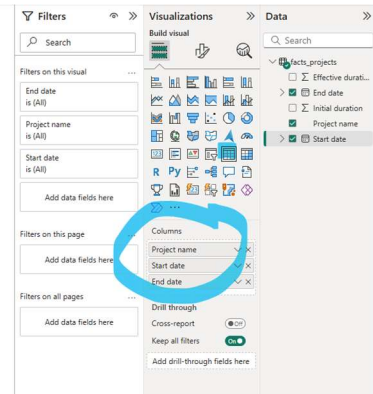 Filters
Search
Filters on this visual
...
End date
is (All)
Project name
is (All)
Start date
is (All)
Add data fields here
Filters on this page
...
Add data fields here
Filters on all pages
...
Add data fields here
Visualizations
Build visual
123
R Py
...
Columns
Project name
Start date
End date
Drill through
Cross-report
Off
Keep all filters
On
Add drill-through fields here
Data
Search
facts_projects
Σ Effective durati...
End date
Σ Initial duration
Project name
Start date